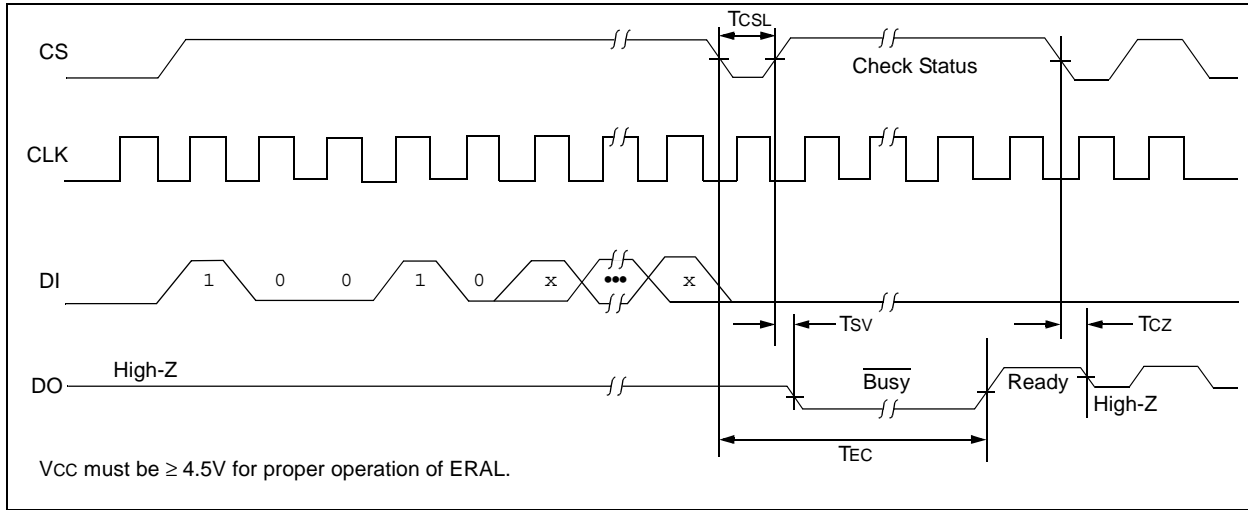 TCSL
CS
Check Status
CLK
DI
1 0 0 1 0 x ••• x
TSV
TCZ
High-Z
DO
Busy
Ready
High-Z
TEC
VCC must be ≥ 4.5V for proper operation of ERAL.